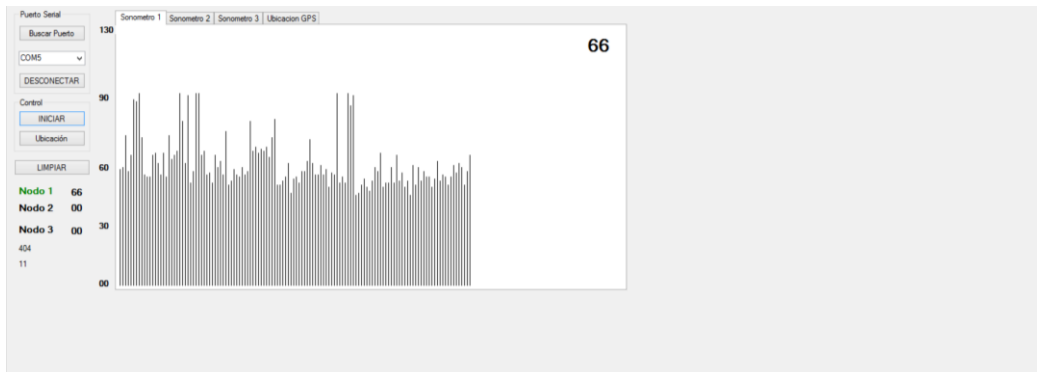 Puerto Serial
Buscar Puerto
COM5
DESCONECTAR
Control
INICIAR
Ubicación
LIMPIAR
Nodo 1 66
Nodo 2 00
Nodo 3 00
404
11
Sonometro 1 Sonometro 2 Sonometro 3 Ubicacion GPS
130
66
90
60
30
00